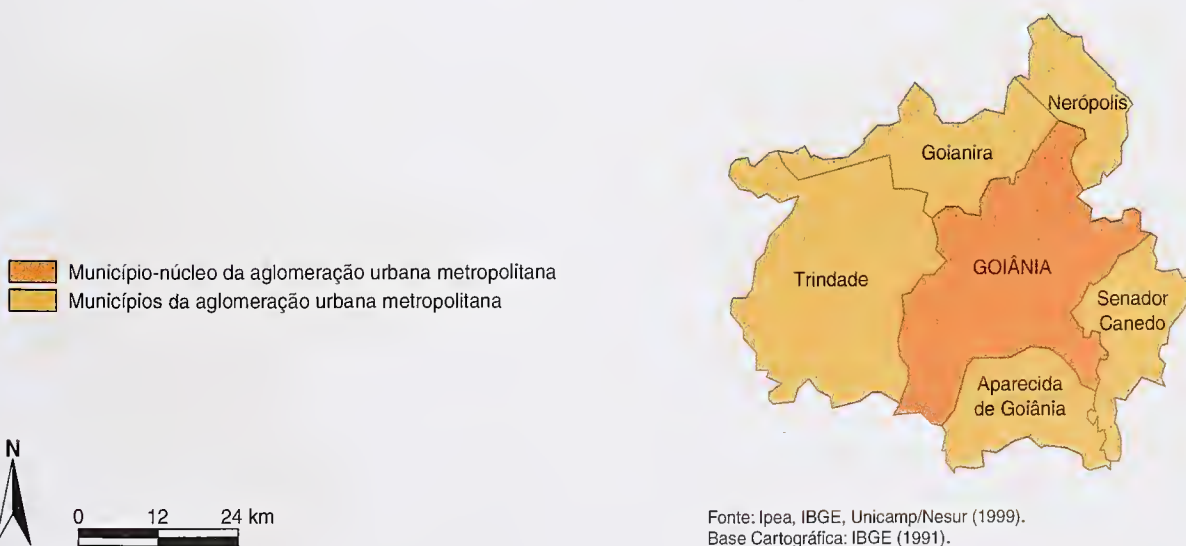 Nerópolis
Goianira
Trindade
GOIÂNIA
Senador
Canedo
Aparecida
de Goiânia
Município-núcleo da aglomeração urbana metropolitana
Municípios da aglomeração urbana metropolitana
N
0 12 24 km
Fonte: Ipea, IBGE, Unicamp/Nesur (1999).
Base Cartográfica: IBGE (1991).